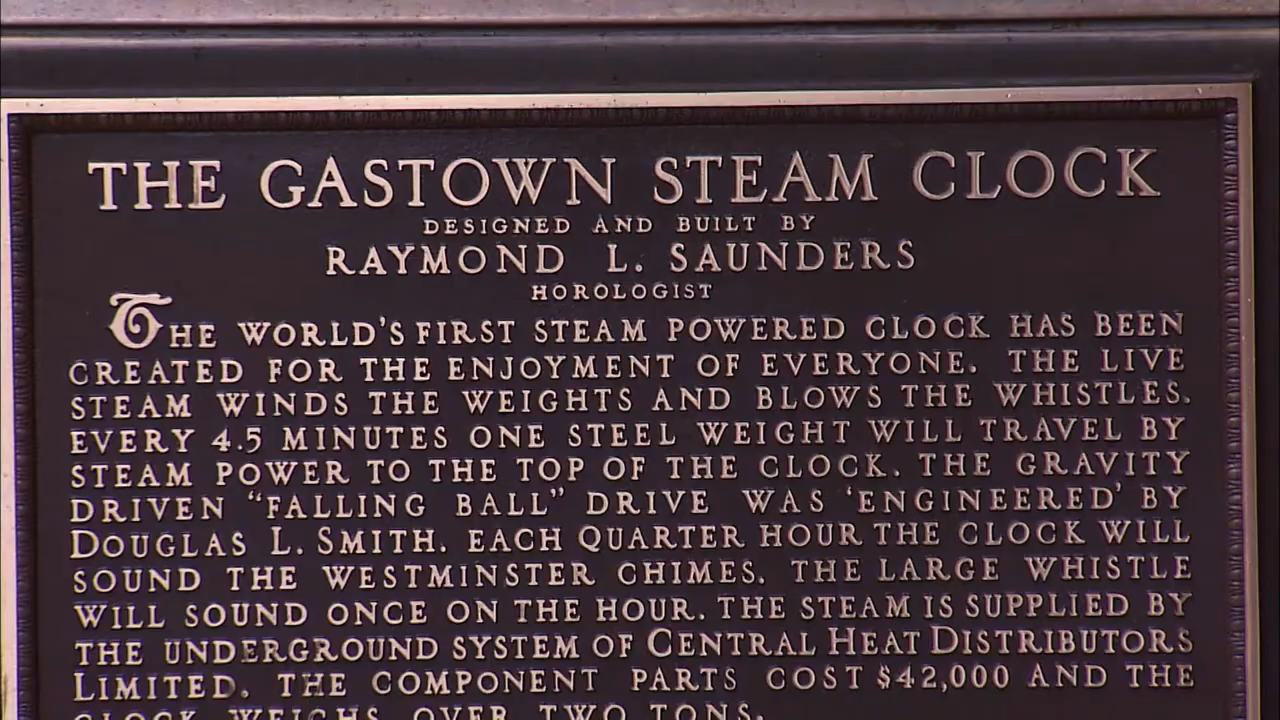 THE GASTOWN STEAM CLOCK
DESIGNED AND BUILT BY
RAYMOND L. SAUNDERS
HOROLOGIST
THE WORLD'S FIRST STEAM POWERED CLOCK HAS BEEN
CREATED FOR THE ENJOYMENT OF EVERYONE. THE LIVE
STEAM WINDS THE WEIGHTS AND BLOWS THE WHISTLES.
EVERY 4.5 MINUTES ONE STEEL WEIGHT WILL TRAVEL BY
STEAM POWER TO THE TOP OF THE CLOCK. THE GRAVITY
DRIVEN "FALLING BALL" DRIVE WAS 'ENGINEERED' BY
DOUGLAS L. SMITH. EACH QUARTER HOUR THE CLOCK WILL
SOUND THE WESTMINSTER CHIMES. THE LARGE WHISTLE
WILL SOUND ONCE ON THE HOUR. THE STEAM IS SUPPLIED BY
THE UNDERGROUND SYSTEM OF CENTRAL HEAT DISTRIBUTORS
LIMITED. THE COMPONENT PARTS COST $42,000 AND THE
CLOCK WEIGHS OVER TWO TONS.